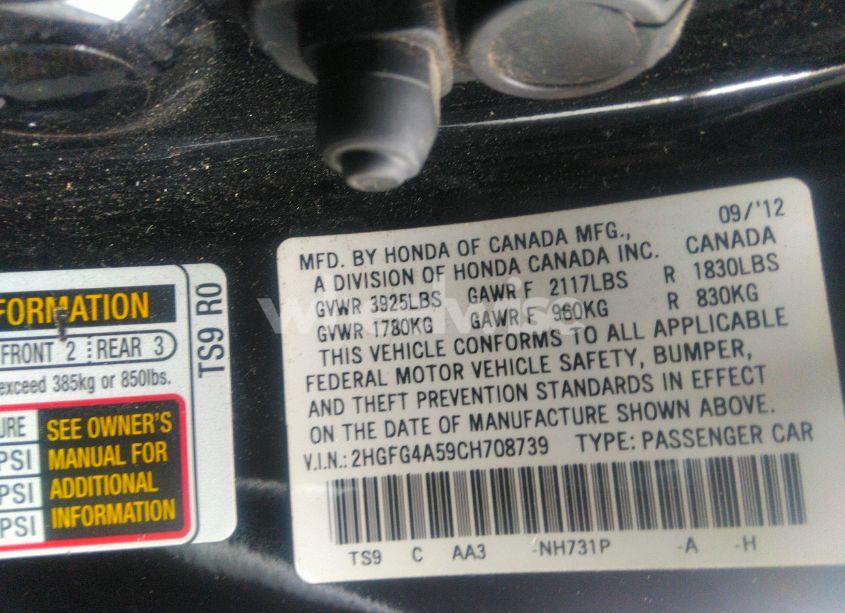 FORMATION
FRONT 2 REAR 3
exceed 385kg or 850lbs.
URE
PSI
PSI
PSI
SEE OWNER'S
MANUAL FOR
ADDITIONAL
INFORMATION
TS9 R0
MFD. BY HONDA OF CANADA MFG., 09/'12
A DIVISION OF HONDA CANADA INC. CANADA
GVWR 3925LBS GAWR F 2117LBS R 1830LBS
GVWR 1780KG GAWR F 960KG R 830KG
THIS VEHICLE CONFORMS TO ALL APPLICABLE
FEDERAL MOTOR VEHICLE SAFETY, BUMPER,
AND THEFT PREVENTION STANDARDS IN EFFECT
ON THE DATE OF MANUFACTURE SHOWN ABOVE.
V.I.N.: 2HGFG4A59CH708739 TYPE: PASSENGER CAR
TS9 C AA3 -NH731P -A -H